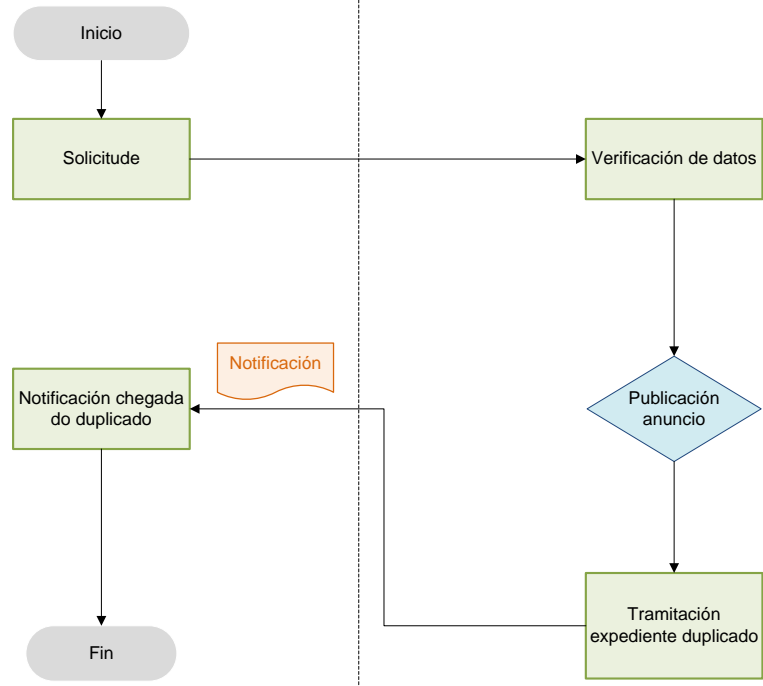 Inicio
Solicitude
Verificación de datos
Notificación
Publicación
anuncio
Notificación chegada
do duplicado
Tramitación
expediente duplicado
Fin